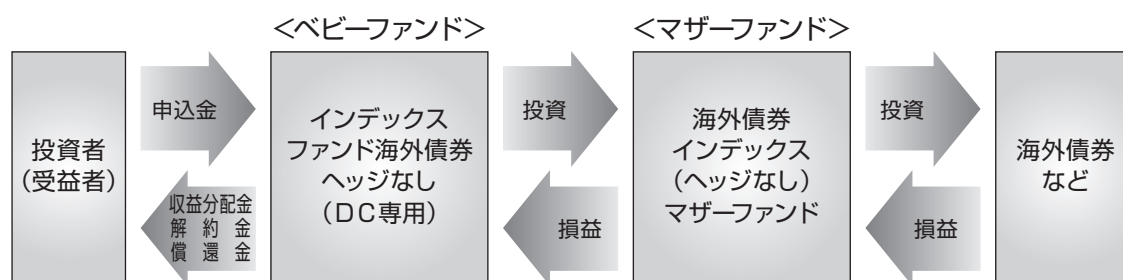 ＜ベビーファンド＞
＜マザーファンド＞
投資者
（受益者）
申込金
収益分配金
解約金
償還金
インデックス
ファンド海外債券
ヘッジなし
（DC専用）
投資
損益
海外債券
インデックス
（ヘッジなし）
マザーファンド
投資
損益
海外債券
など